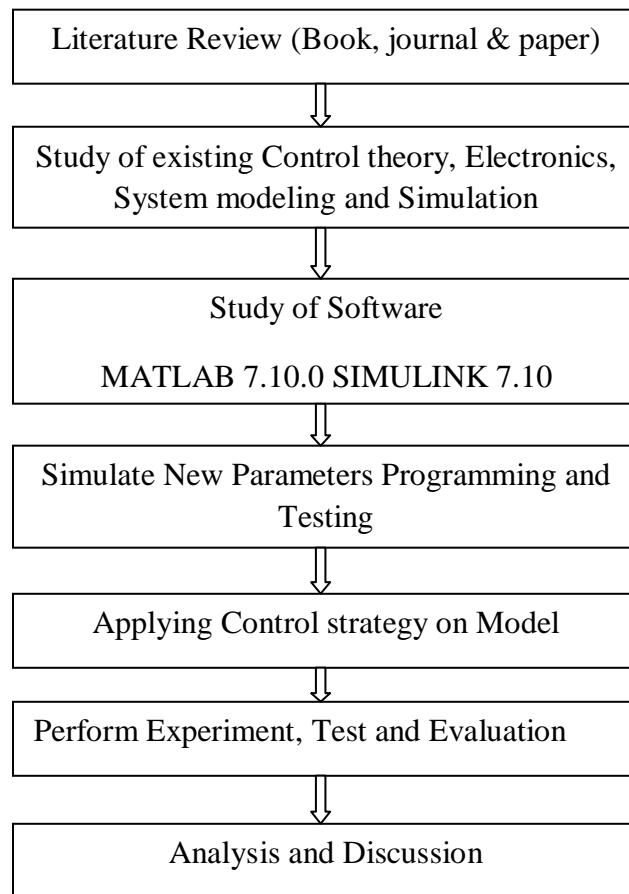 Literature Review (Book, journal & paper)
Study of existing Control theory, Electronics,
System modeling and Simulation
Study of Software
MATLAB 7.10.0 SIMULINK 7.10
Simulate New Parameters Programming and
Testing
Applying Control strategy on Model
Perform Experiment, Test and Evaluation
Analysis and Discussion